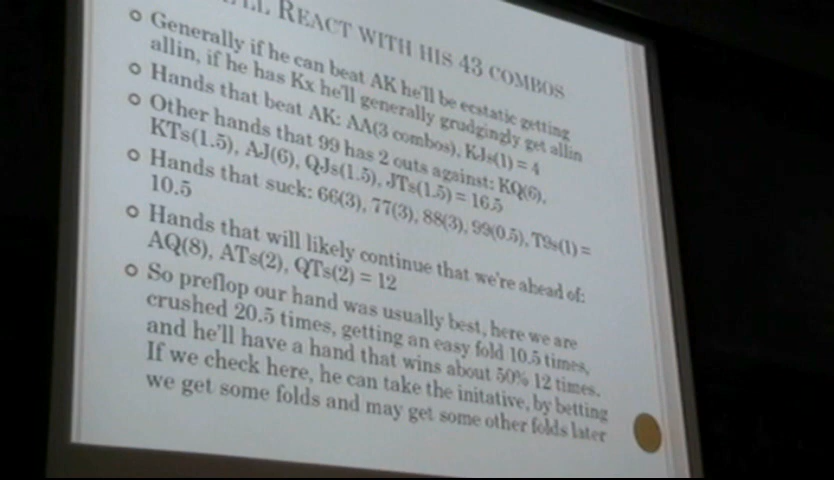 REACT WITH HIS 43 COMBOS
Generally if he can beat AK he'll be ecstatic getting
allin, if he has Kx he'll generally grudgingly get allin
Hands that beat AK: AA(3 combos), KJs(1) = 4
Other hands that 99 has 2 outs against: KQ(6),
KTs(1.5), AJ(6), QJs(1.5), JTs(1.5) = 16.5
Hands that suck: 66(3), 77(3), 88(3), 99(0.5), T9s(1) =
10.5
Hands that will likely continue that we're ahead of:
AQ(8), ATs(2), QTs(2) = 12
So preflop our hand was usually best, here we are
crushed 20.5 times, getting an easy fold 10.5 times,
and he'll have a hand that wins about 50% 12 times.
If we check here, he can take the initative, by betting
we get some folds and may get some other folds later